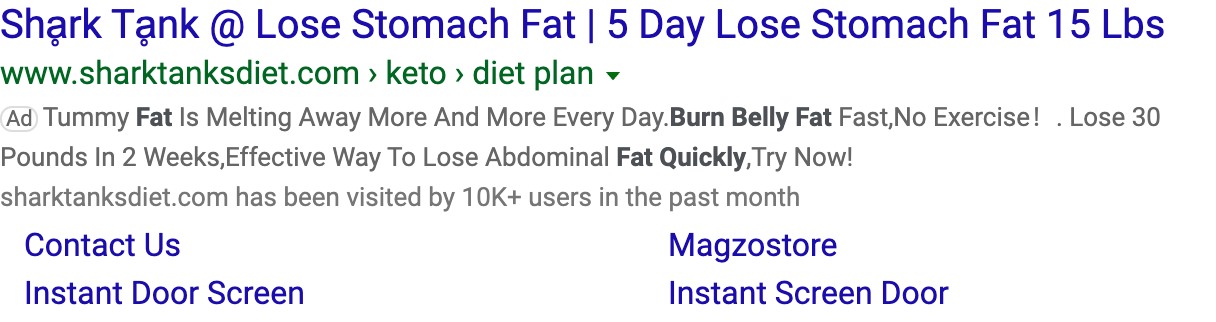 Shḁrk Tḁnk @ Lose Stomach Fat | 5 Day Lose Stomach Fat 15 Lbs
www.sharktanksdiet.com › keto › diet plan
Ad Tummy Fat Is Melting Away More And More Every Day.Burn Belly Fat Fast,No Exercise！. Lose 30
Pounds In 2 Weeks,Effective Way To Lose Abdominal Fat Quickly,Try Now!
sharktanksdiet.com has been visited by 10K+ users in the past month
Contact Us Magzostore
Instant Door Screen Instant Screen Door